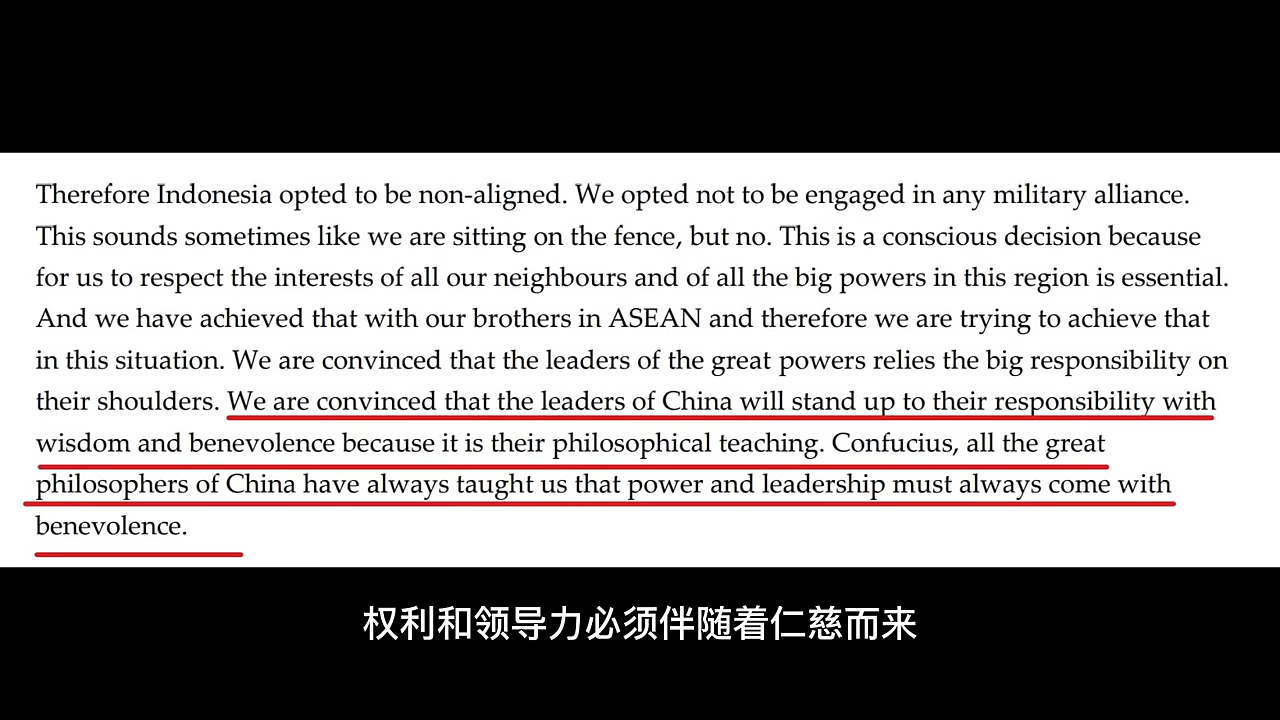 Therefore Indonesia opted to be non-aligned. We opted not to be engaged in any military alliance.
This sounds sometimes like we are sitting on the fence, but no. This is a conscious decision because
for us to respect the interests of all our neighbours and of all the big powers in this region is essential.
And we have achieved that with our brothers in ASEAN and therefore we are trying to achieve that
in this situation. We are convinced that the leaders of the great powers relies the big responsibility on
their shoulders. We are convinced that the leaders of China will stand up to their responsibility with
wisdom and benevolence because it is their philosophical teaching. Confucius, all the great
philosophers of China have always taught us that power and leadership must always come with
benevolence.
权利和领导力必须伴随着仁慈而来